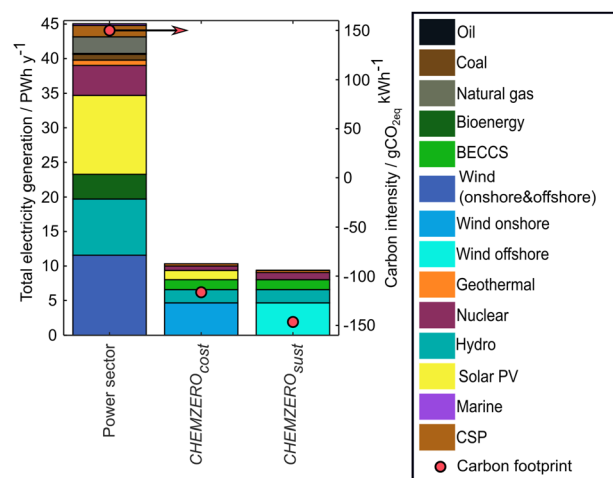 Total electricity generation / PWh y⁻¹
45
40
35
30
25
20
15
10
5
0
150
100
50
0
-50
-100
-150
Carbon intensity / gCO₂eq
kWh⁻¹
Power sector
CHEMZEROcost
CHEMZEROsust
Oil
Coal
Natural gas
Bioenergy
BECCS
Wind
(onshore&offshore)
Wind onshore
Wind offshore
Geothermal
Nuclear
Hydro
Solar PV
Marine
CSP
Carbon footprint